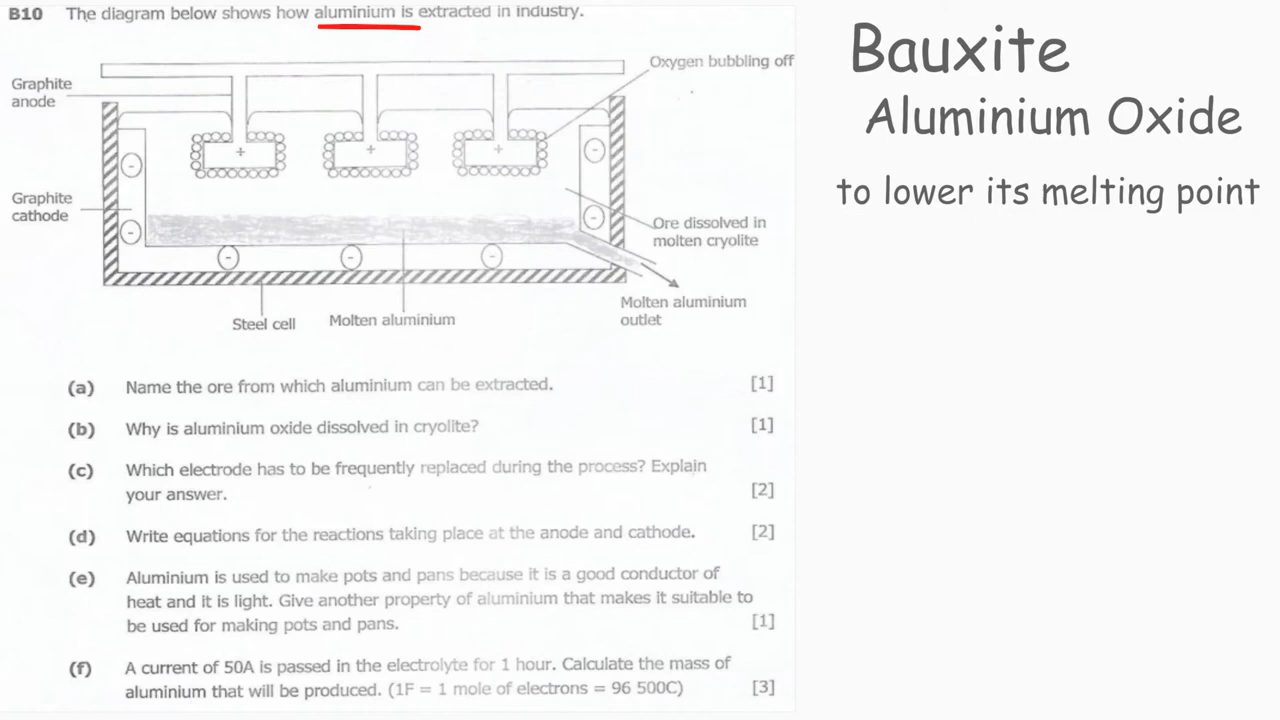 B10 The diagram below shows how aluminium is extracted in industry.
Graphite
anode
Oxygen bubbling off
+ + +
Graphite
cathode
Ore dissolved in
molten cryolite
Molten aluminium
outlet
Steel cell
Molten aluminium
(a) Name the ore from which aluminium can be extracted. [1]
(b) Why is aluminium oxide dissolved in cryolite? [1]
(c) Which electrode has to be frequently replaced during the process? Explain
your answer. [2]
(d) Write equations for the reactions taking place at the anode and cathode. [2]
(e) Aluminium is used to make pots and pans because it is a good conductor of
heat and it is light. Give another property of aluminium that makes it suitable to
be used for making pots and pans. [1]
(f) A current of 50A is passed in the electrolyte for 1 hour. Calculate the mass of
aluminium that will be produced. (1F = 1 mole of electrons = 96 500C) [3]
Bauxite
Aluminium Oxide
to lower its melting point